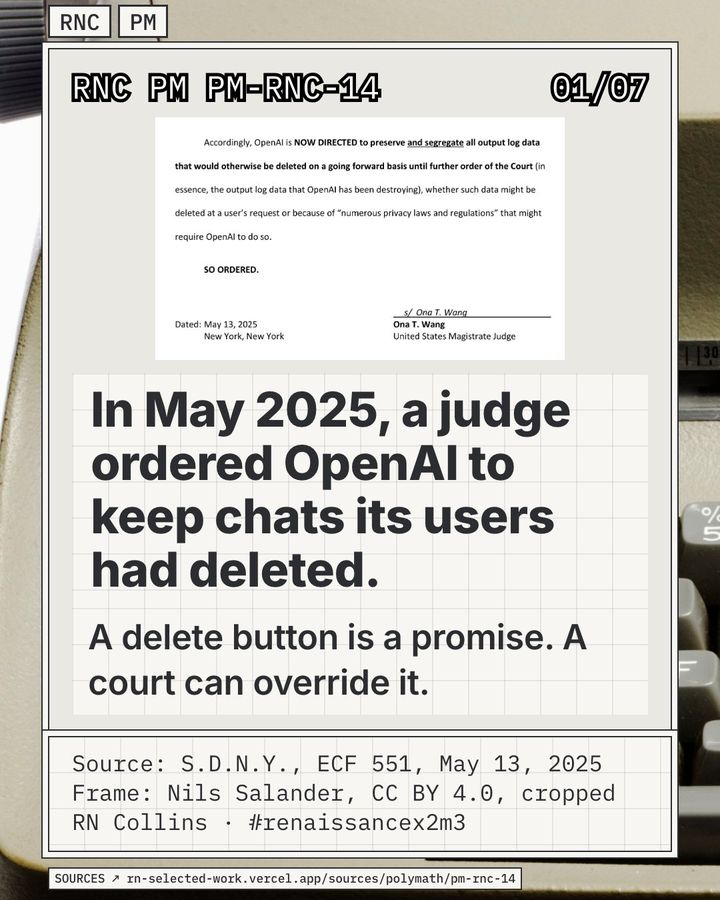 RNC PM
RNC PM PM-RNC-14 01/07
Accordingly, OpenAI is NOW DIRECTED to preserve and segregate all output log data
that would otherwise be deleted on a going forward basis until further order of the Court (in
essence, the output log data that OpenAI has been destroying), whether such data might be
deleted at a user's request or because of “numerous privacy laws and regulations” that might
require OpenAI to do so.
SO ORDERED.
s/ Ona T. Wang
Dated: May 13, 2025 Ona T. Wang
New York, New York United States Magistrate Judge
In May 2025, a judge
ordered OpenAI to
keep chats its users
had deleted.
A delete button is a promise. A
court can override it.
Source: S.D.N.Y., ECF 551, May 13, 2025
Frame: Nils Salander, CC BY 4.0, cropped
RN Collins · #renaissancex2m3
SOURCES ↗ rn-selected-work.vercel.app/sources/polymath/pm-rnc-14
30
%
5